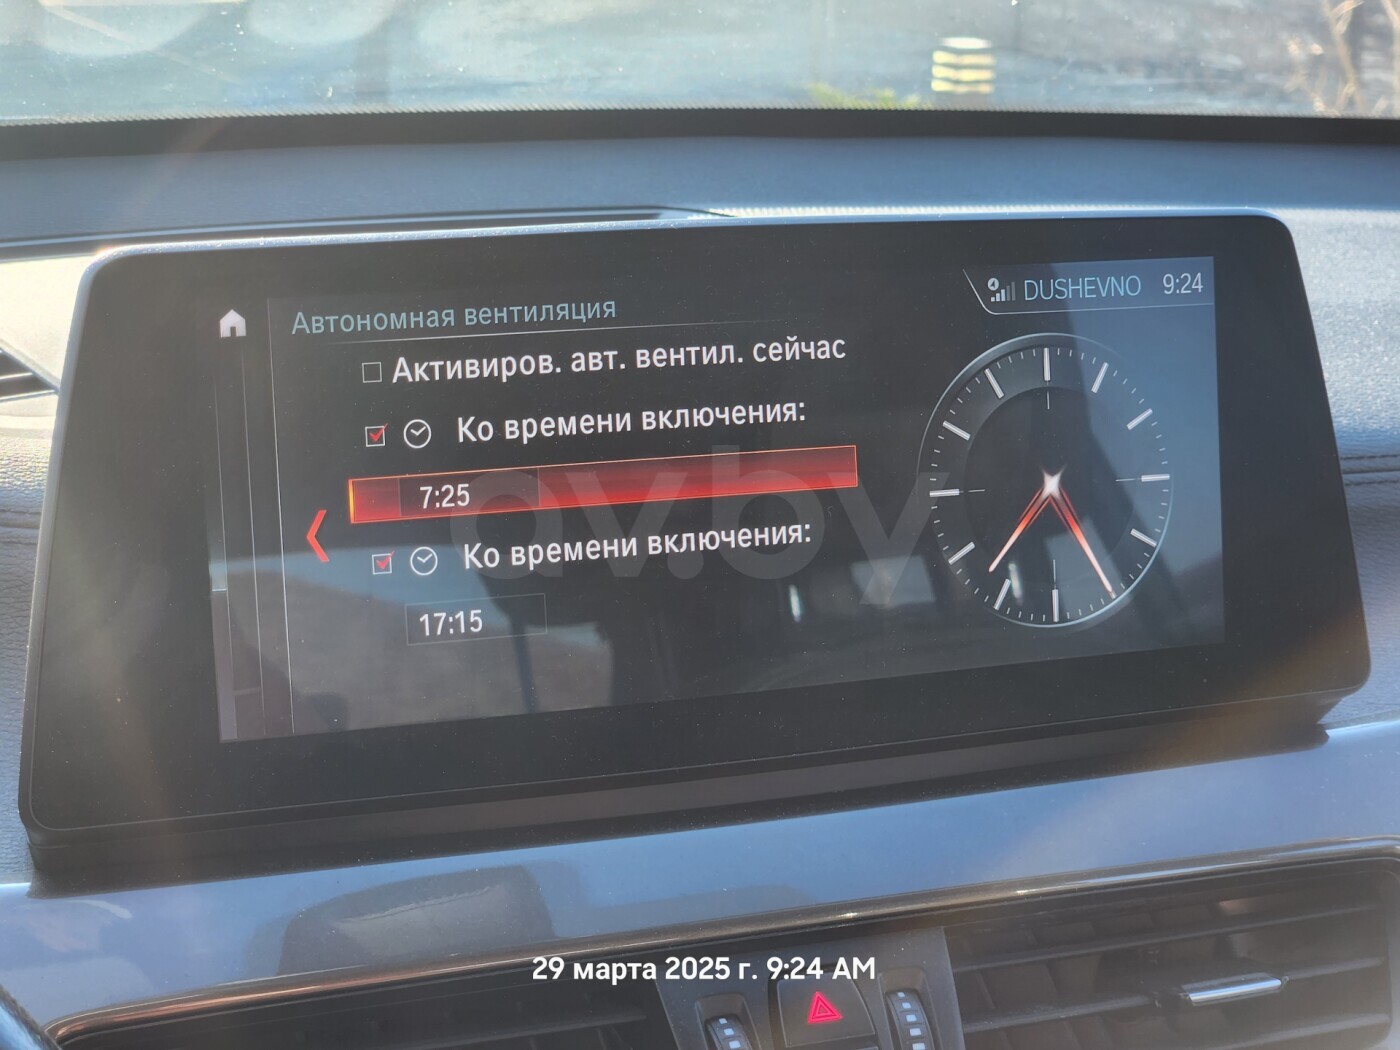 DUSHEVNO 9:24
Автономная вентиляция
Активиров. авт. вентил. сейчас
Ко времени включения:
7:25
Ко времени включения:
17:15
av.by
29 марта 2025 г. 9:24 AM